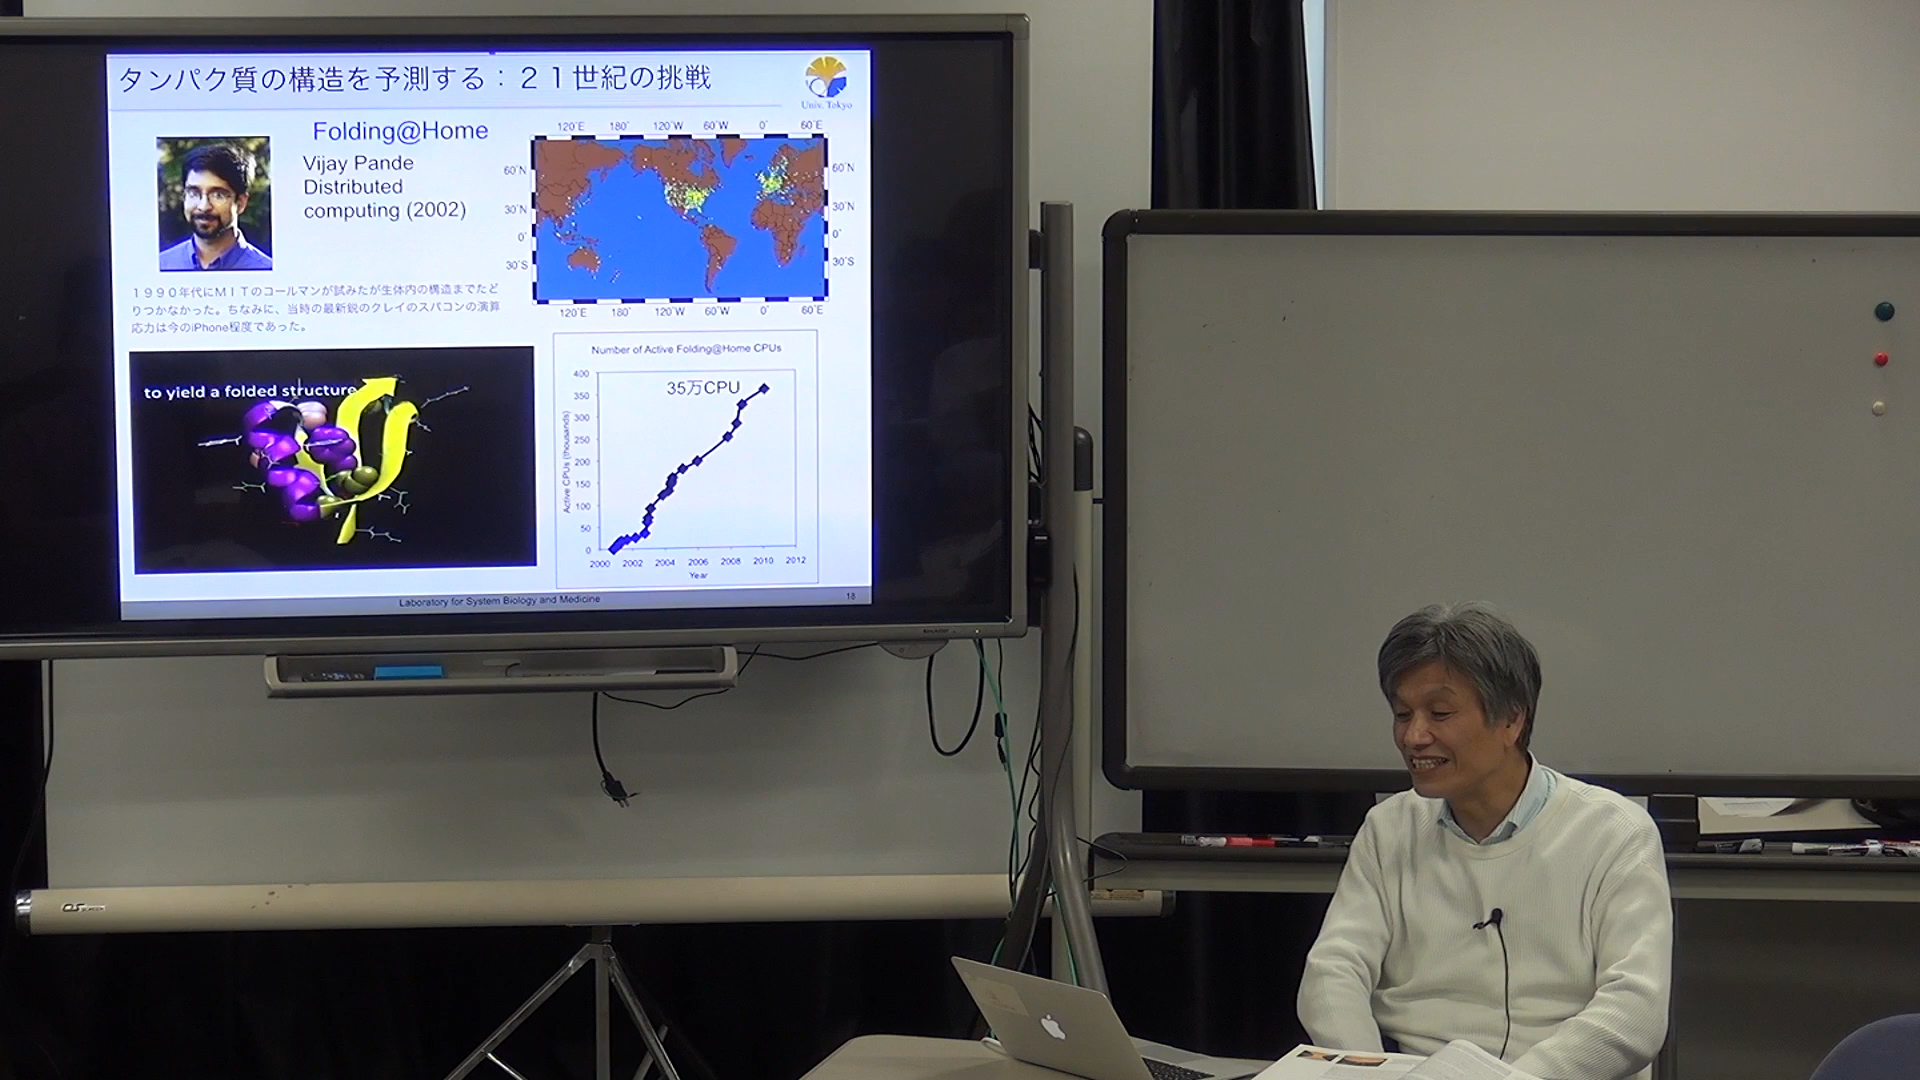 タンパク質の構造を予測する：２１世紀の挑戦
Univ. Tokyo
Folding@Home
Vijay Pande
Distributed
computing (2002)
120°E 180° 120°W 60°W 0° 60°E
60°N 60°N
30°N 30°N
0° 0°
30°S 30°S
120°E 180° 120°W 60°W 0° 60°E
１９９０年代にＭＩＴのコールマンが試みたが生体内の構造までたど
りつかなかった。ちなみに、当時の最新鋭のクレイのスパコンの演算
応力は今のiPhone程度であった。
to yield a folded structure
Number of Active Folding@Home CPUs
35万CPU
Active CPUs (thousands)
400
350
300
250
200
150
100
50
0
2000 2002 2004 2006 2008 2010 2012
Year
Laboratory for System Biology and Medicine
18